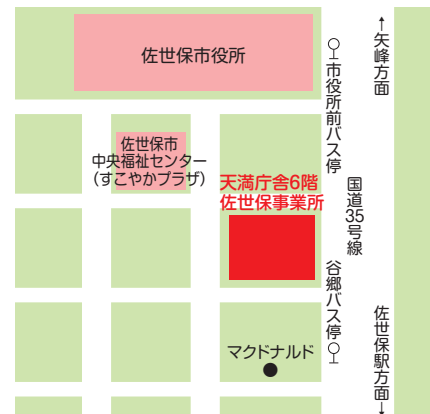 佐世保市役所
佐世保市
中央福祉センター
(すこやかプラザ)
天満庁舎6階
佐世保事業所
マクドナルド
市役所前バス停
谷郷バス停
国道35号線
↑矢峰方面
佐世保駅方面↓